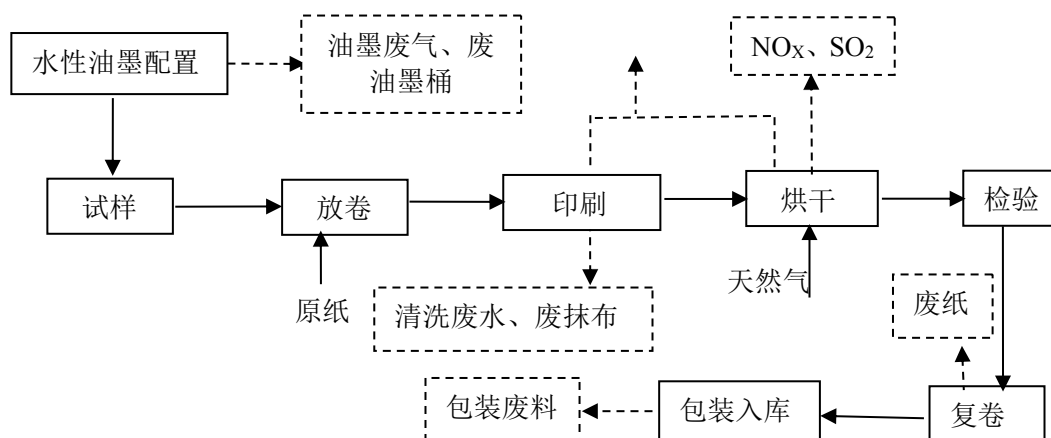 水性油墨配置
油墨废气、废
油墨桶
NOX、SO2
试样
放卷
印刷
烘干
检验
原纸
清洗废水、废抹布
天然气
废纸
包装废料
包装入库
复卷